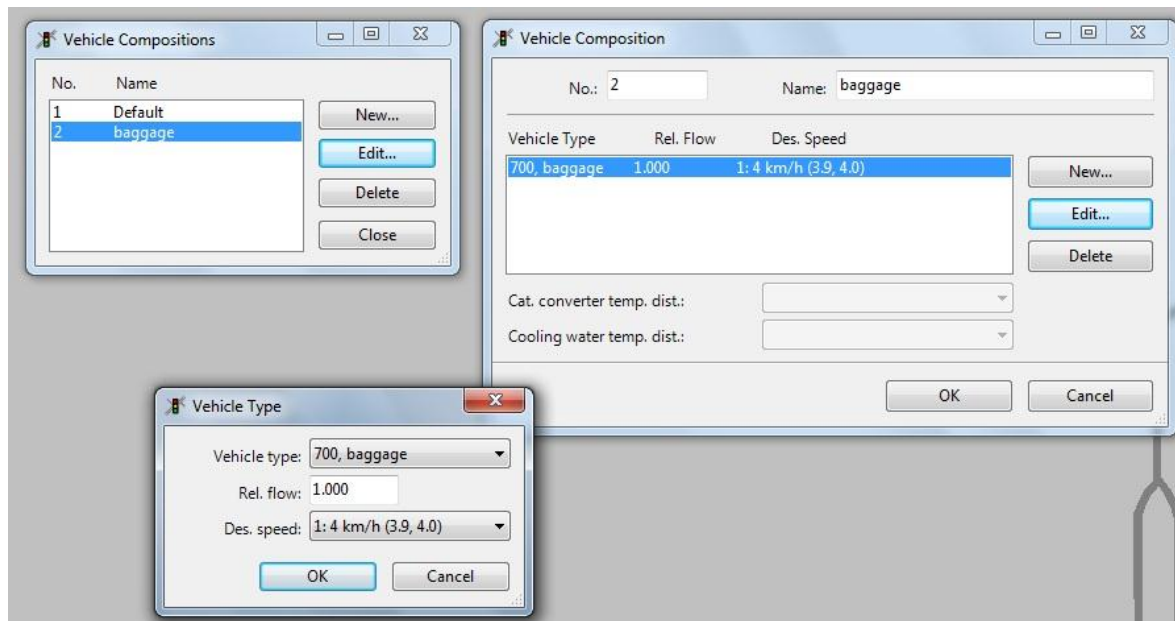 Vehicle Compositions
No. Name
1 Default
2 baggage
New...
Edit...
Delete
Close
Vehicle Composition
No.: 2 Name: baggage
Vehicle Type Rel. Flow Des. Speed
700, baggage 1.000 1: 4 km/h (3.9, 4.0)
New...
Edit...
Delete
Cat. converter temp. dist.:
Cooling water temp. dist.:
OK Cancel
Vehicle Type
Vehicle type: 700, baggage
Rel. flow: 1.000
Des. speed: 1: 4 km/h (3.9, 4.0)
OK Cancel